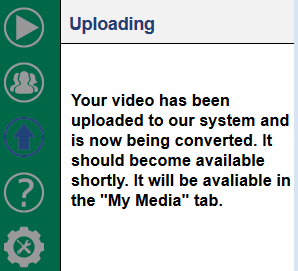 Uploading
Your video has been
uploaded to our system and
is now being converted. It
should become available
shortly. It will be avaliable in
the "My Media" tab.